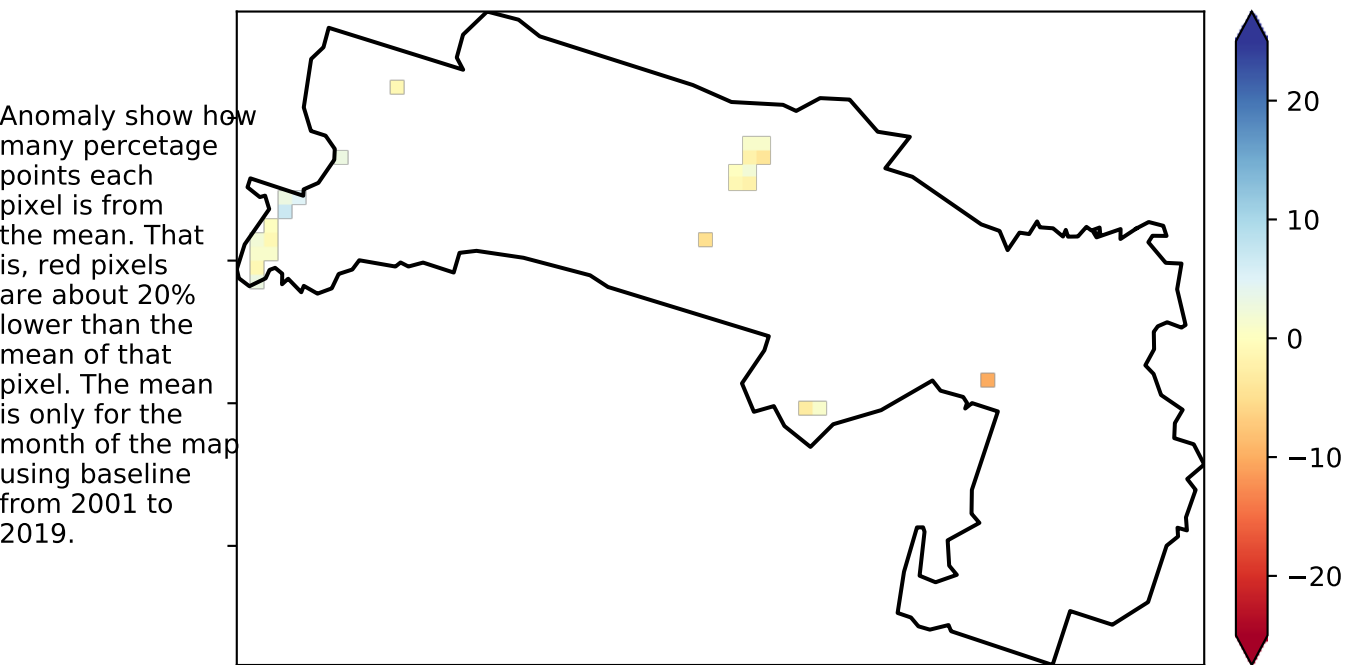 Anomaly show how
many percetage
points each
pixel is from
the mean. That
is, red pixels
are about 20%
lower than the
mean of that
pixel. The mean
is only for the
month of the map
using baseline
from 2001 to
2019.
20
10
0
−10
−20